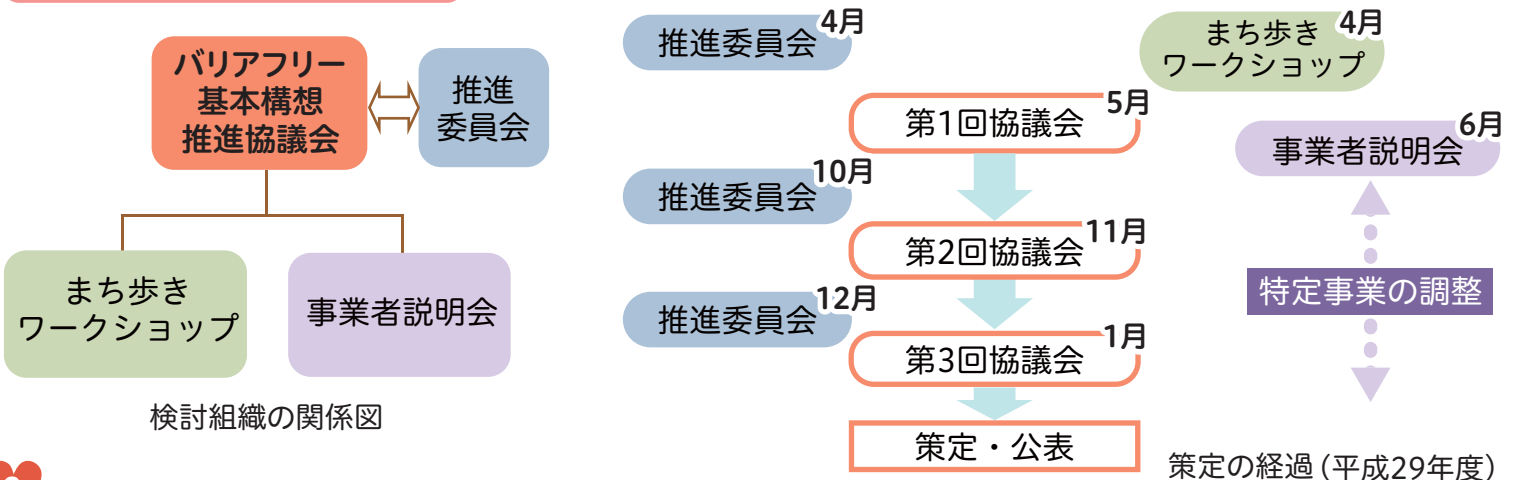 バリアフリー
基本構想
推進協議会
推進
委員会
まち歩き
ワークショップ
事業者説明会
検討組織の関係図
推進委員会
4月
まち歩き
ワークショップ
4月
第1回協議会
5月
事業者説明会
6月
推進委員会
10月
第2回協議会
11月
特定事業の調整
推進委員会
12月
第3回協議会
1月
策定・公表
策定の経過(平成29年度)